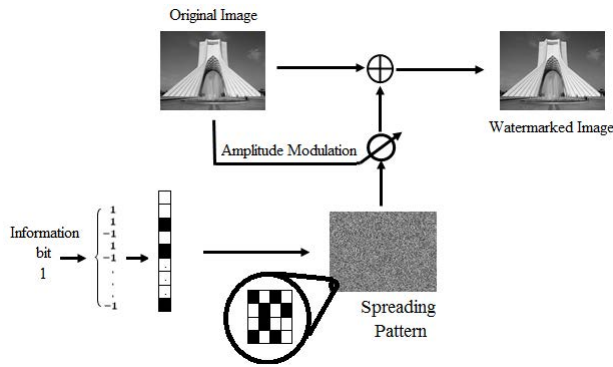 Original Image
Watermarked Image
Amplitude Modulation
Information
bit
1
1
1
-1
1
-1
.
.
.
-1
Spreading
Pattern